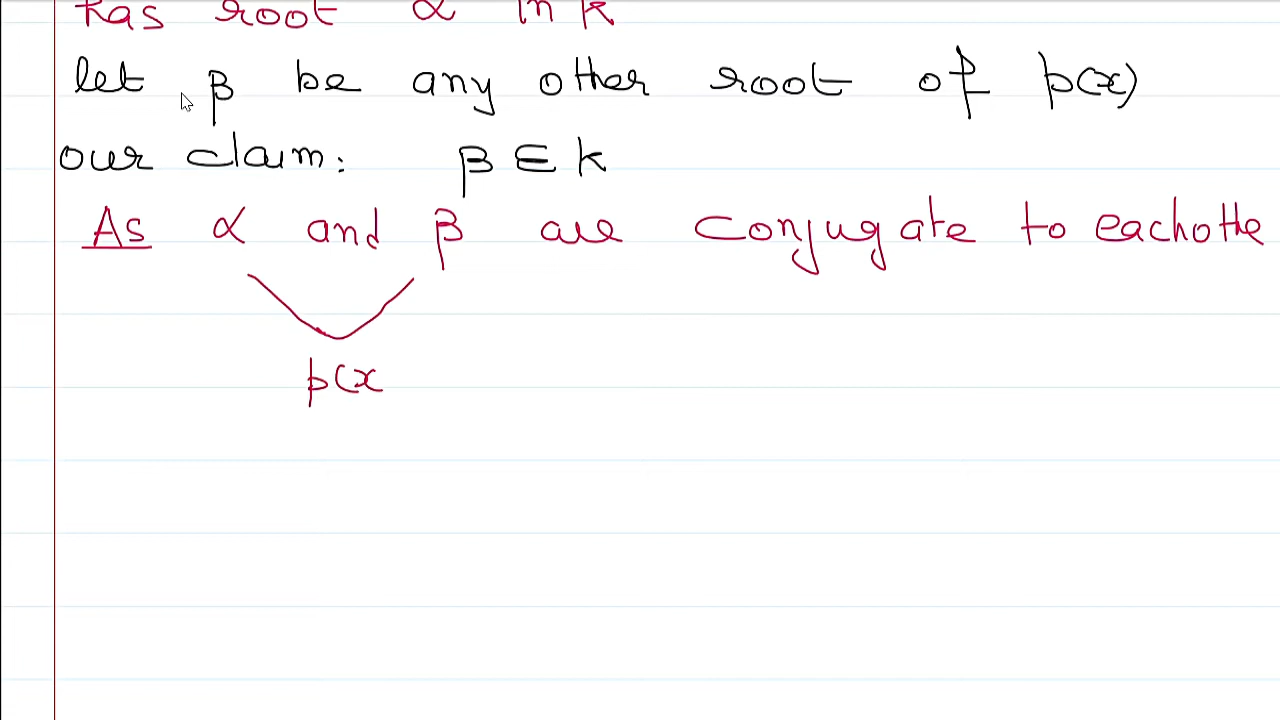 has root α in k
let β be any other root of p(x)
our claim: β ∈ k
As α and β are conjugate to eachothe
p(x